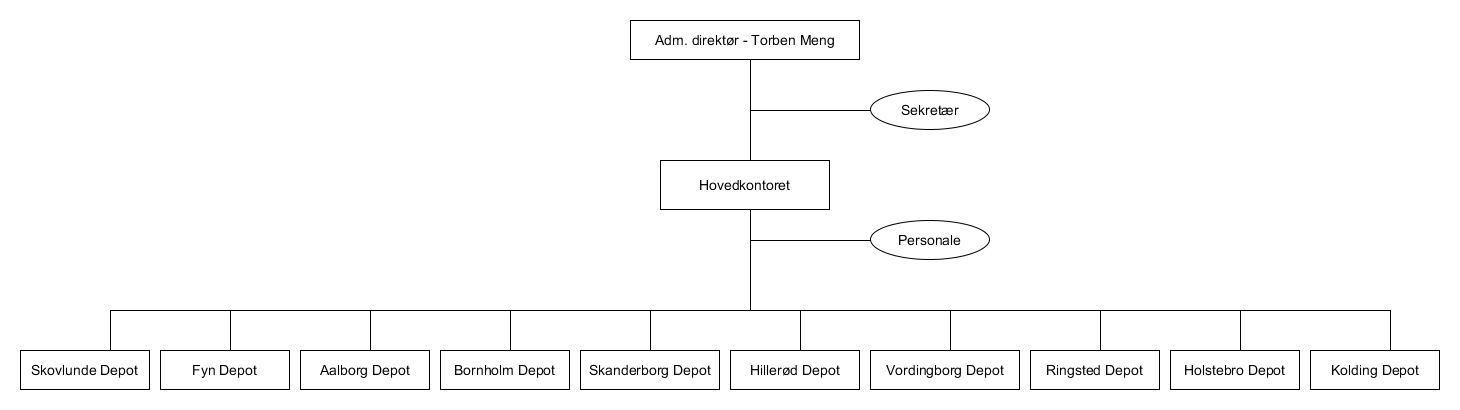 Adm. direktør - Torben Meng
Sekretær
Hovedkontoret
Personale
Skovlunde Depot
Fyn Depot
Aalborg Depot
Bornholm Depot
Skanderborg Depot
Hillerød Depot
Vordingborg Depot
Ringsted Depot
Holstebro Depot
Kolding Depot